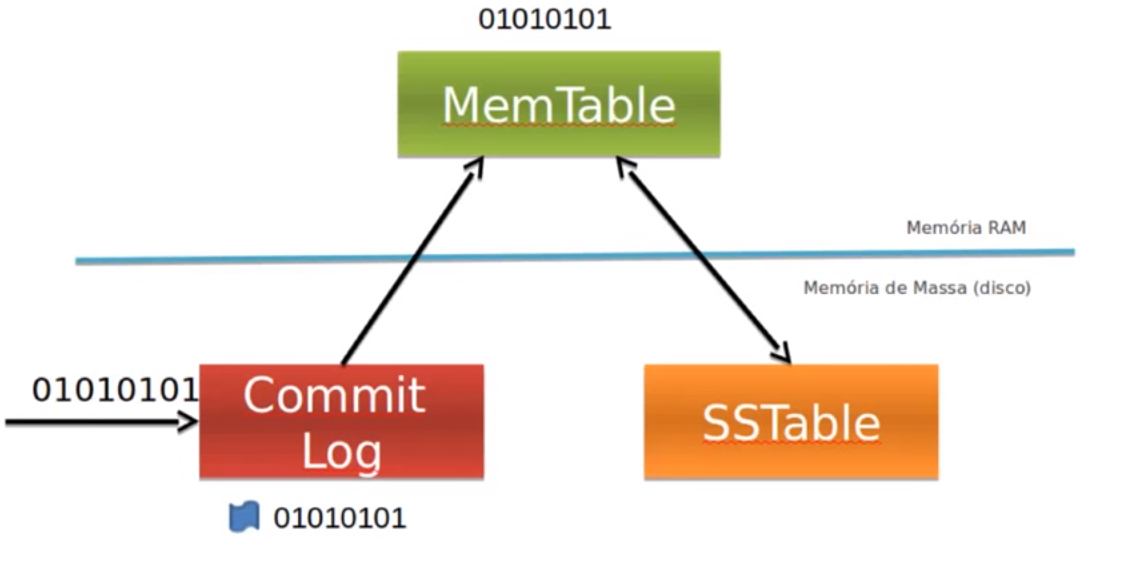 01010101
MemTable
Memória RAM
Memória de Massa (disco)
01010101
Commit
Log
SSTable
01010101